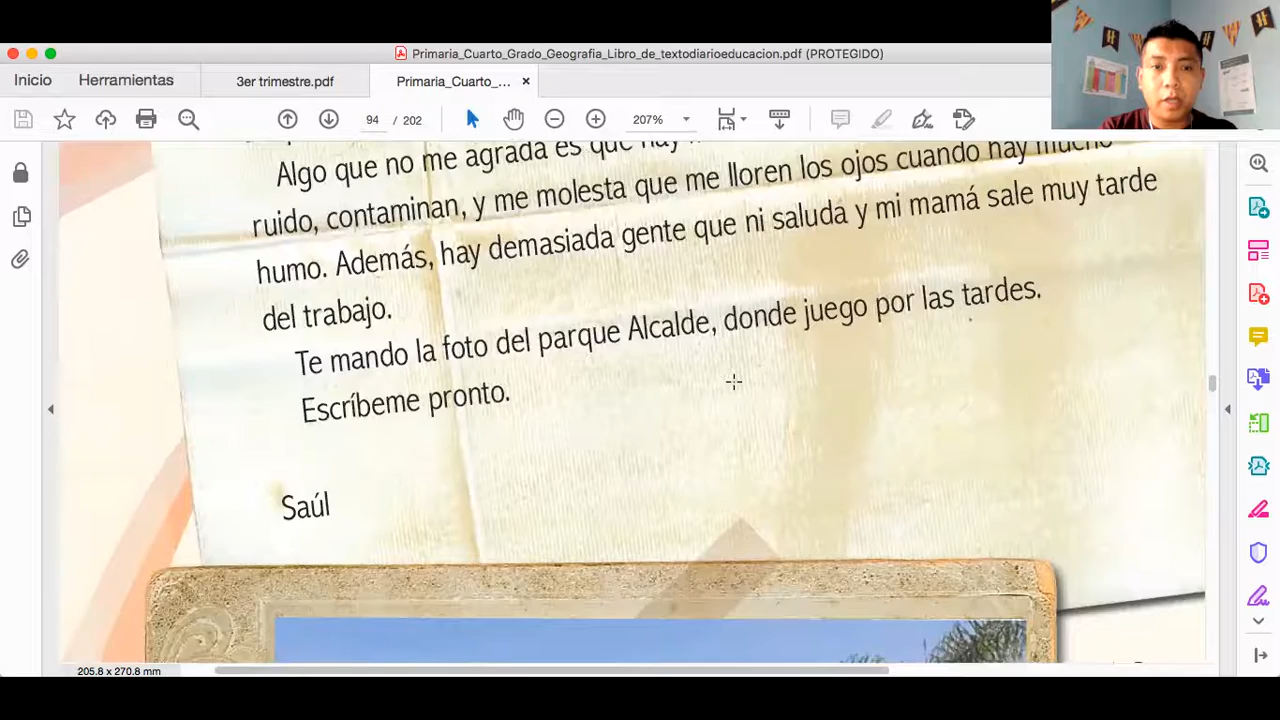 Primaria_Cuarto_Grado_Geografia_Libro_de_textodiarioeducacion.pdf (PROTEGIDO)
Inicio Herramientas 3er trimestre.pdf Primaria_Cuarto_... ×
94 / 202 207%
Algo que no me agrada es que hay
ruido, contaminan, y me molesta que me lloren los ojos cuando hay mucho
humo. Además, hay demasiada gente que ni saluda y mi mamá sale muy tarde
del trabajo.
Te mando la foto del parque Alcalde, donde juego por las tardes.
Escríbeme pronto.
Saúl
205.8 x 270.8 mm